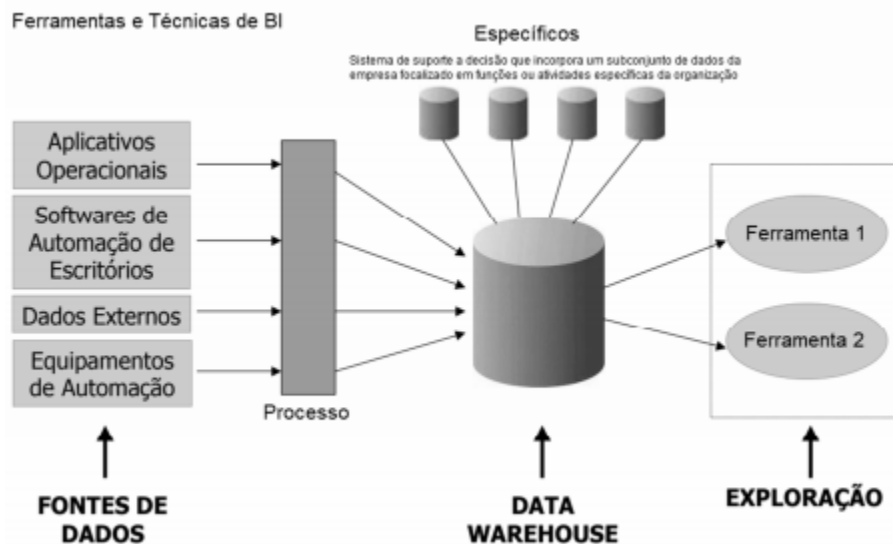 Ferramentas e Técnicas de BI
Específicos
Sistema de suporte a decisão que incorpora um subconjunto de dados da
empresa focalizado em funções ou atividades específicas da organização
Aplicativos
Operacionais
Softwares de
Automação de
Escritórios
Dados Externos
Equipamentos
de Automação
Processo
Ferramenta 1
Ferramenta 2
FONTES DE
DADOS
DATA
WAREHOUSE
EXPLORAÇÃO